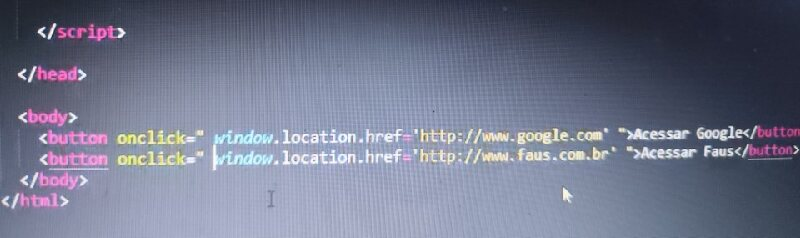 </script>
</head>
<body>
<button onclick=" window.location.href='http://www.google.com' ">Acessar Google</button
<button onclick=" window.location.href='http://www.faus.com.br' ">Acessar Faus</button>
</body>
</html>